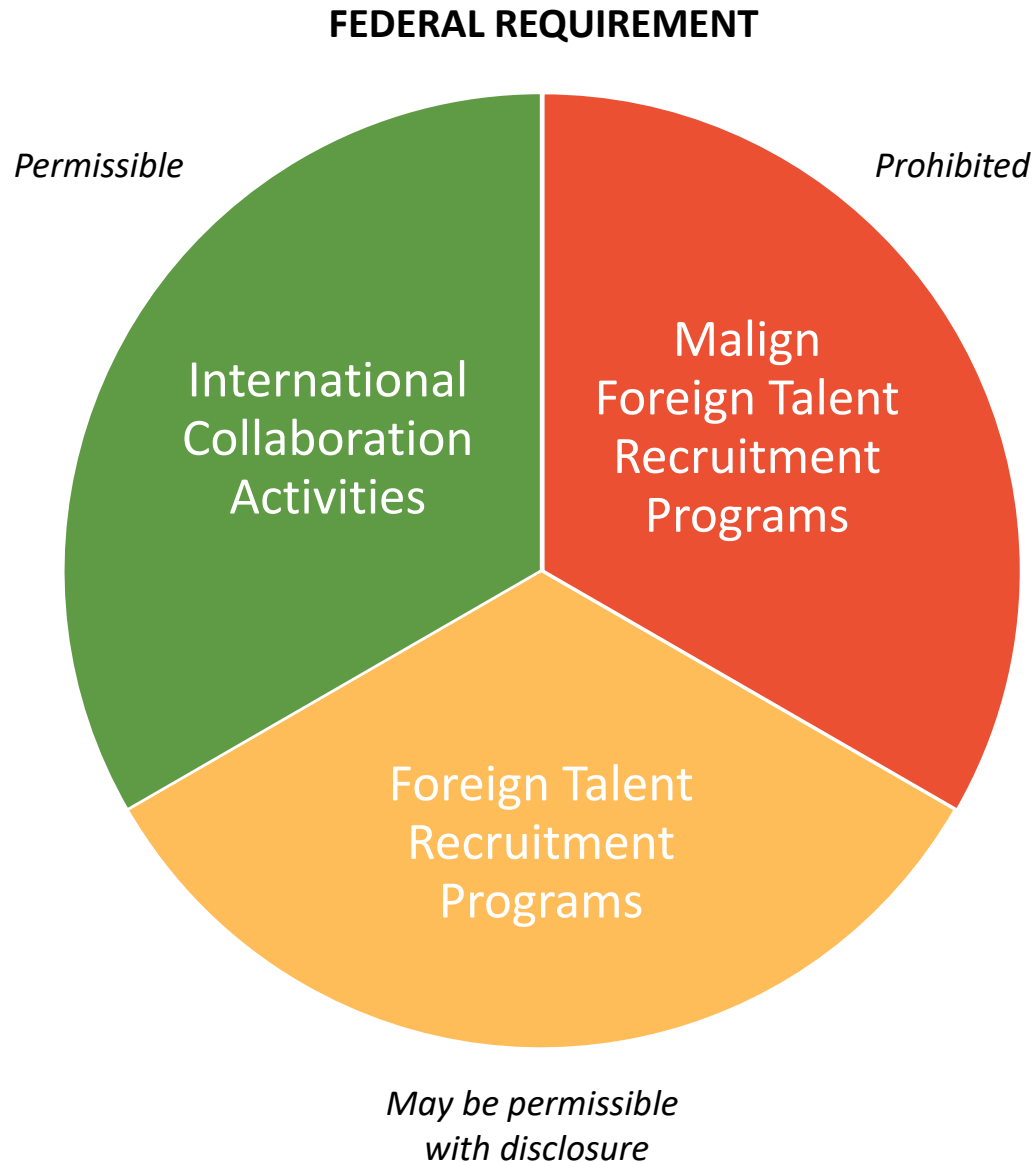 FEDERAL REQUIREMENT
Permissible
Prohibited
International
Collaboration
Activities
Malign
Foreign Talent
Recruitment
Programs
Foreign Talent
Recruitment
Programs
May be permissible
with disclosure